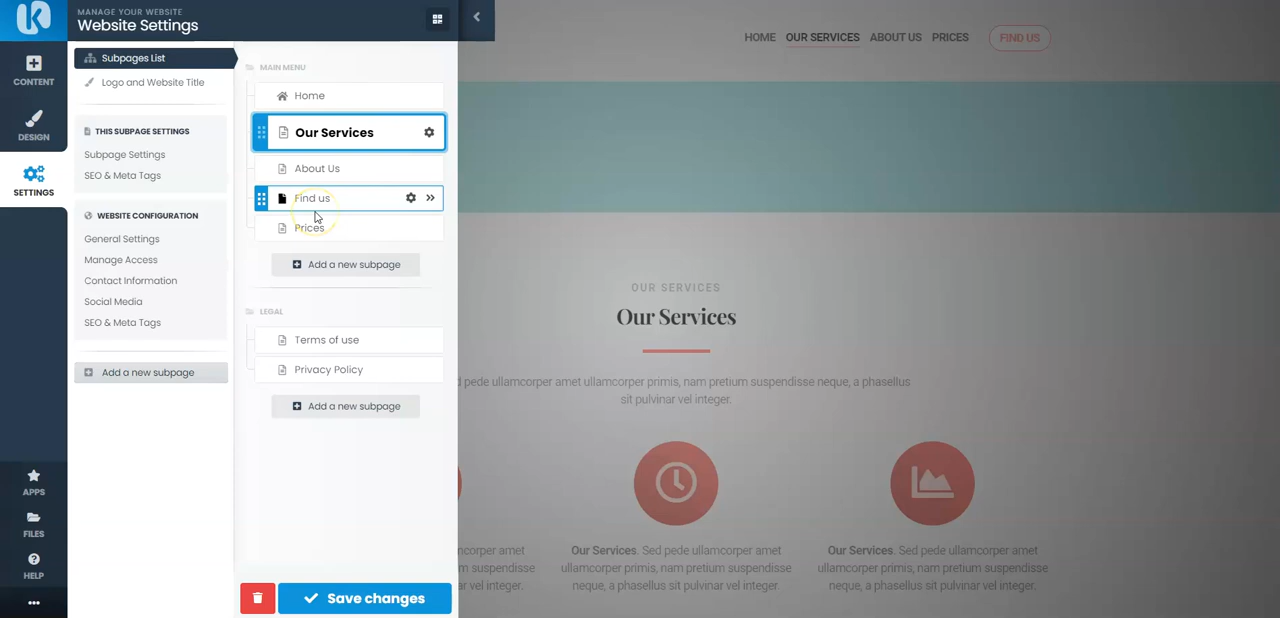 MANAGE YOUR WEBSITE
Website Settings
CONTENT
DESIGN
SETTINGS
APPS
FILES
HELP
Subpages List
Logo and Website Title
THIS SUBPAGE SETTINGS
Subpage Settings
SEO & Meta Tags
WEBSITE CONFIGURATION
General Settings
Manage Access
Contact Information
Social Media
SEO & Meta Tags
Add a new subpage
MAIN MENU
Home
Our Services
About Us
Find us
Prices
Add a new subpage
LEGAL
Terms of use
Privacy Policy
Add a new subpage
Save changes
HOME OUR SERVICES ABOUT US PRICES FIND US
OUR SERVICES
Our Services
d pede ullamcorper amet ullamcorper primis, nam pretium suspendisse neque, a phasellus
sit pulvinar vel integer.
ncorper amet
m suspendisse
ar vel integer.
Our Services. Sed pede ullamcorper
amet ullamcorper primis, nam pretium suspendisse
neque, a phasellus sit pulvinar vel integer.
Our Services. Sed pede ullamcorper
amet ullamcorper primis, nam pretium suspendisse
neque, a phasellus sit pulvinar vel integer.